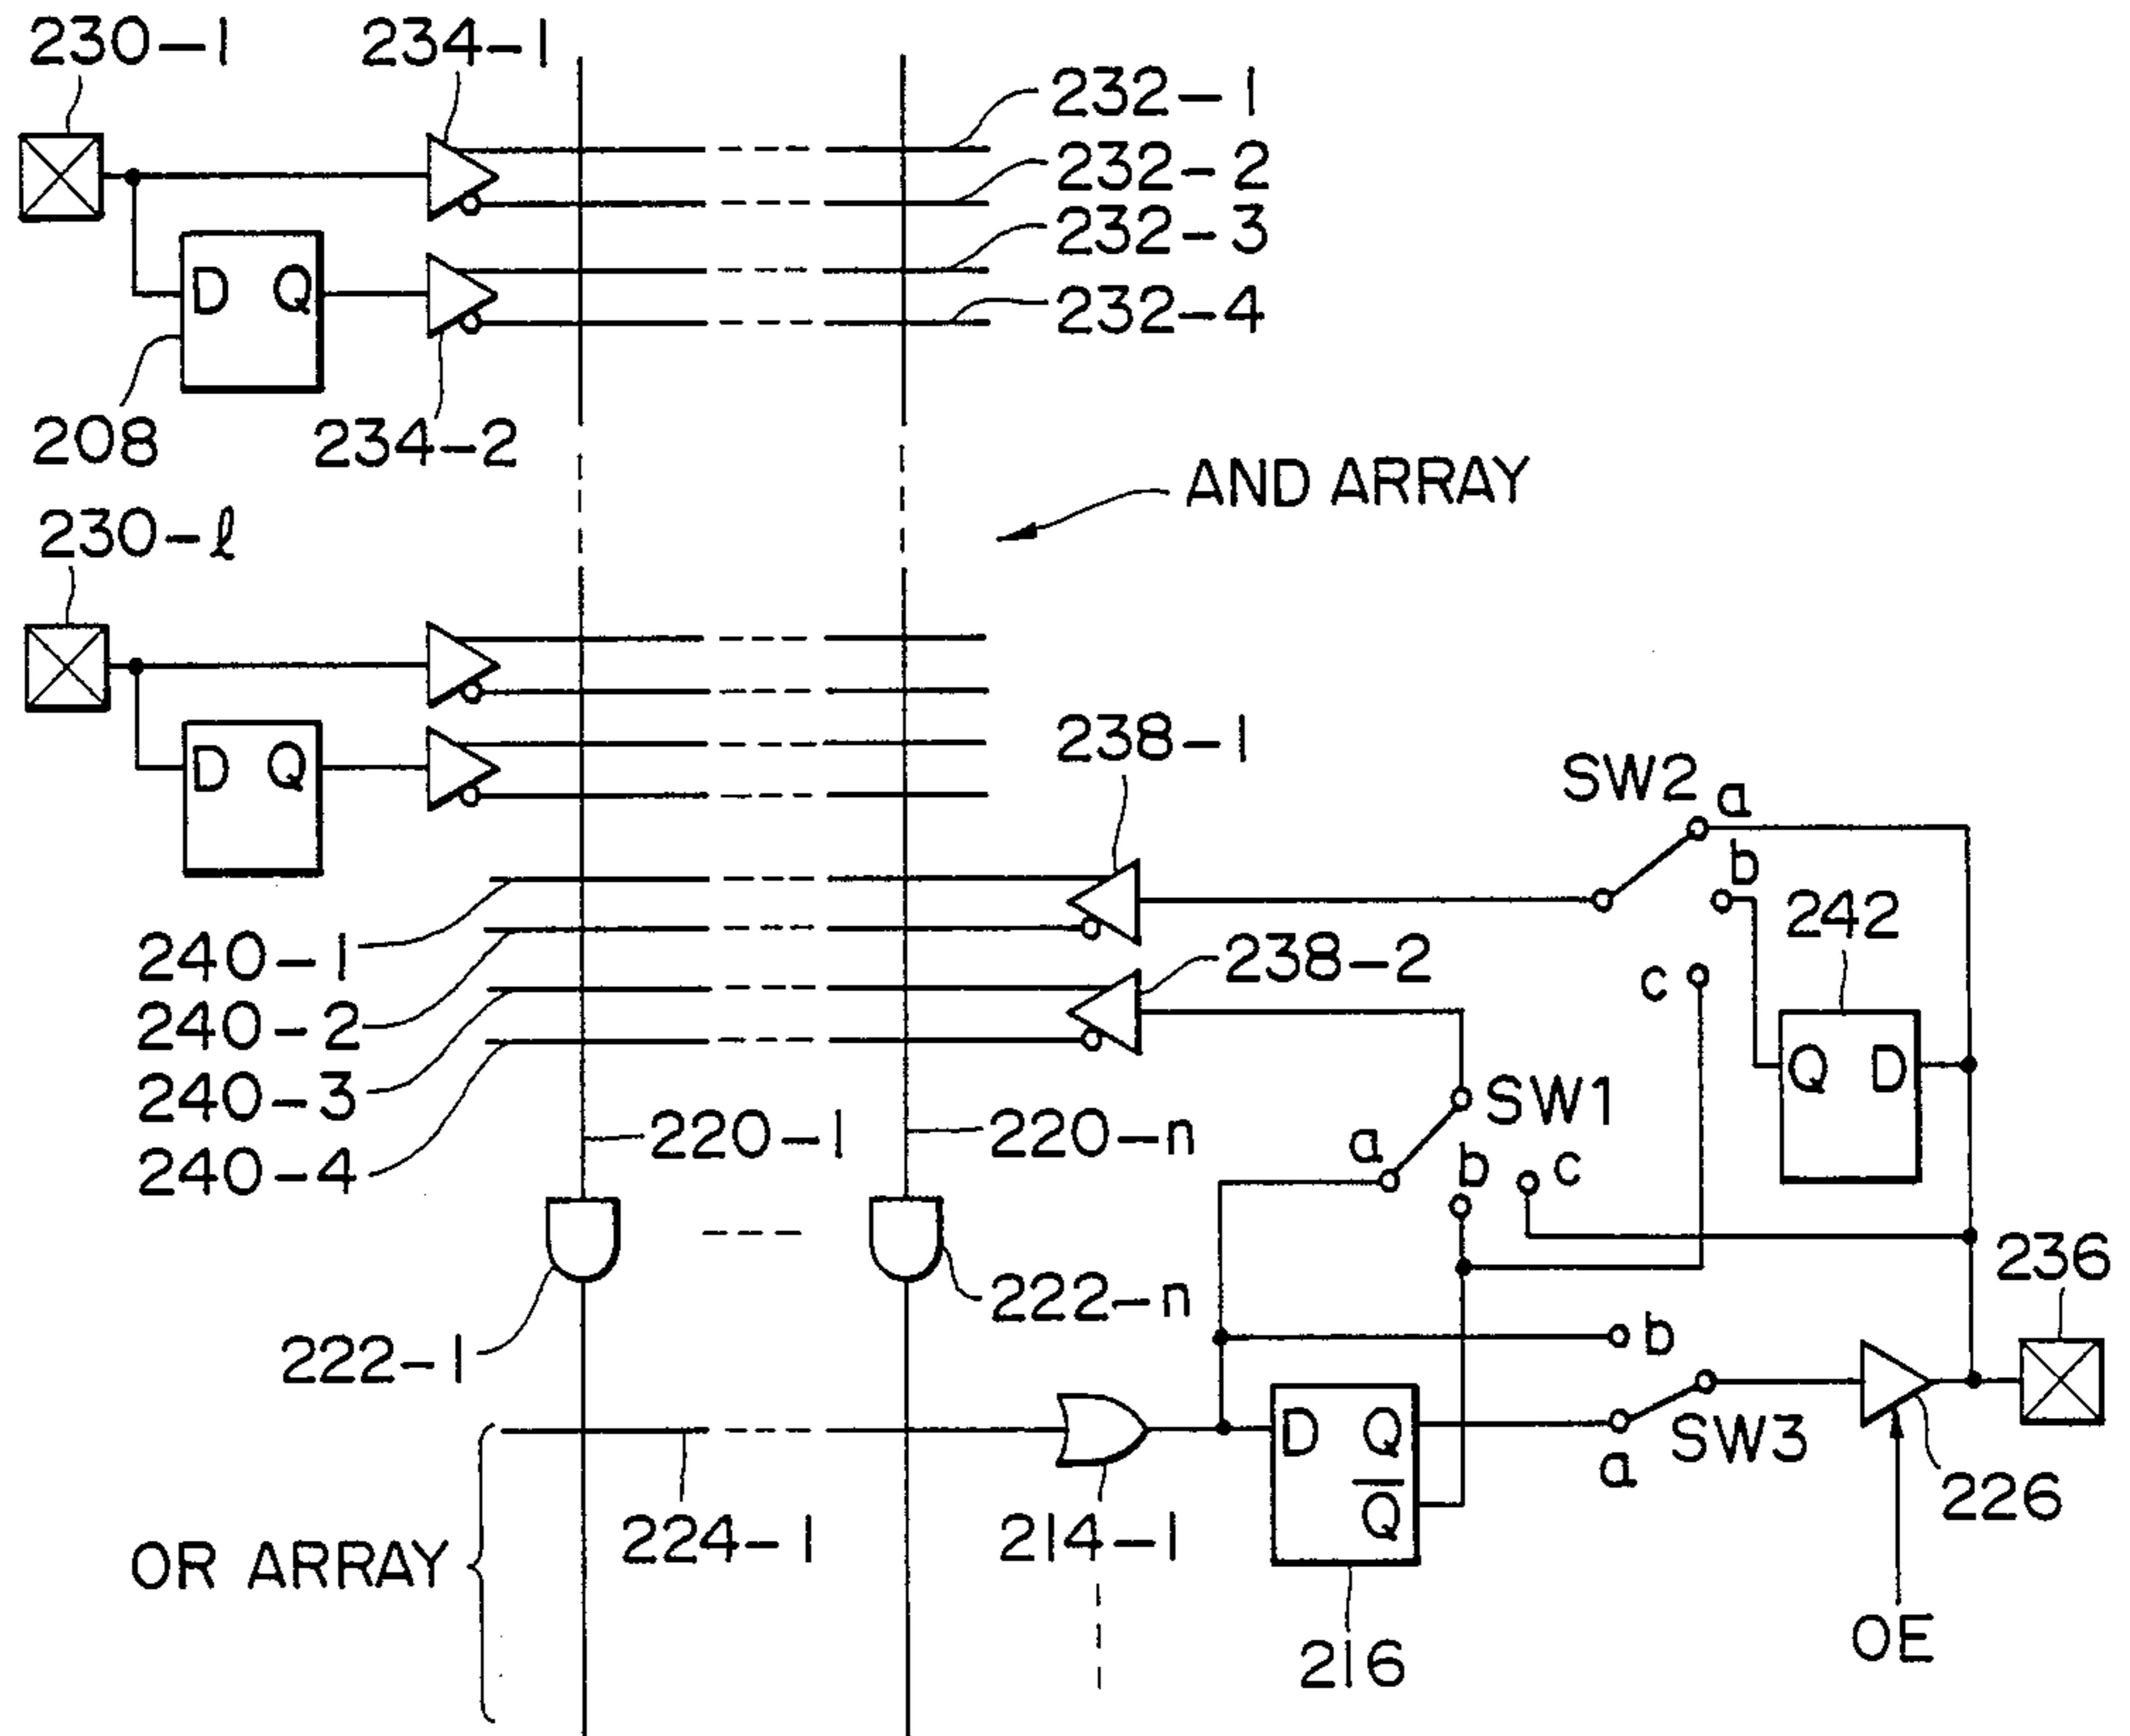 230-1
234-1
232-1
232-2
232-3
232-4
D Q
208
234-2
AND ARRAY
230-ℓ
D Q
238-1
SW2
a
b
c
242
Q D
240-1
240-2
240-3
240-4
238-2
SW1
a
b
c
220-1
220-n
236
222-1
222-n
b
a
SW3
D Q
Q̅
226
OE
224-1
214-1
216
OR ARRAY